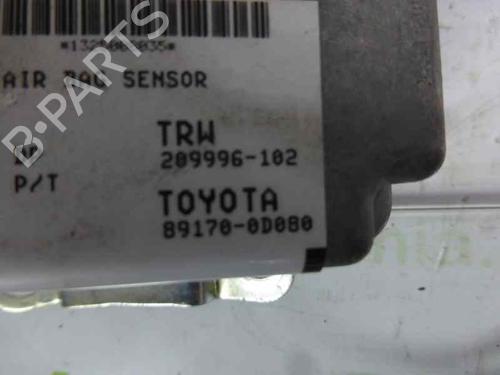 AIR BAG SENSOR
TRW
209996-102
P/T
TOYOTA
89170-0D080
B-PARTS